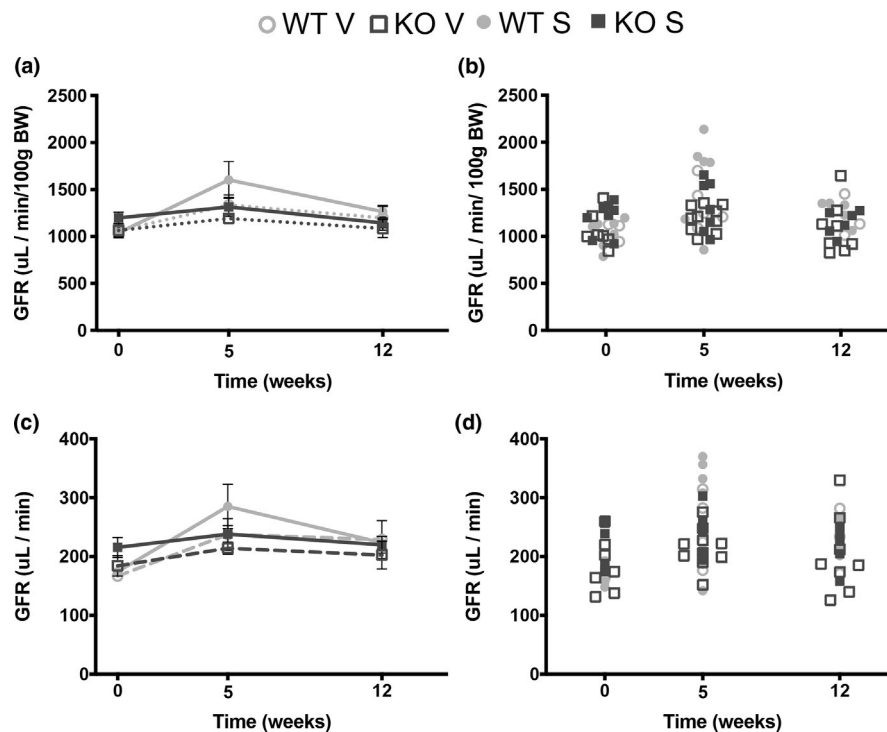 WT V KO V WT S KO S
(a)
GFR (uL / min/100g BW)
2500
2000
1500
1000
500
0
0 5 12
Time (weeks)
(b)
GFR (uL / min/ 100g BW)
2500
2000
1500
1000
500
0
0 5 12
Time (weeks)
(c)
GFR (uL / min)
400
300
200
100
0
0 5 12
Time (weeks)
(d)
GFR (uL / min)
400
300
200
100
0
0 5 12
Time (weeks)